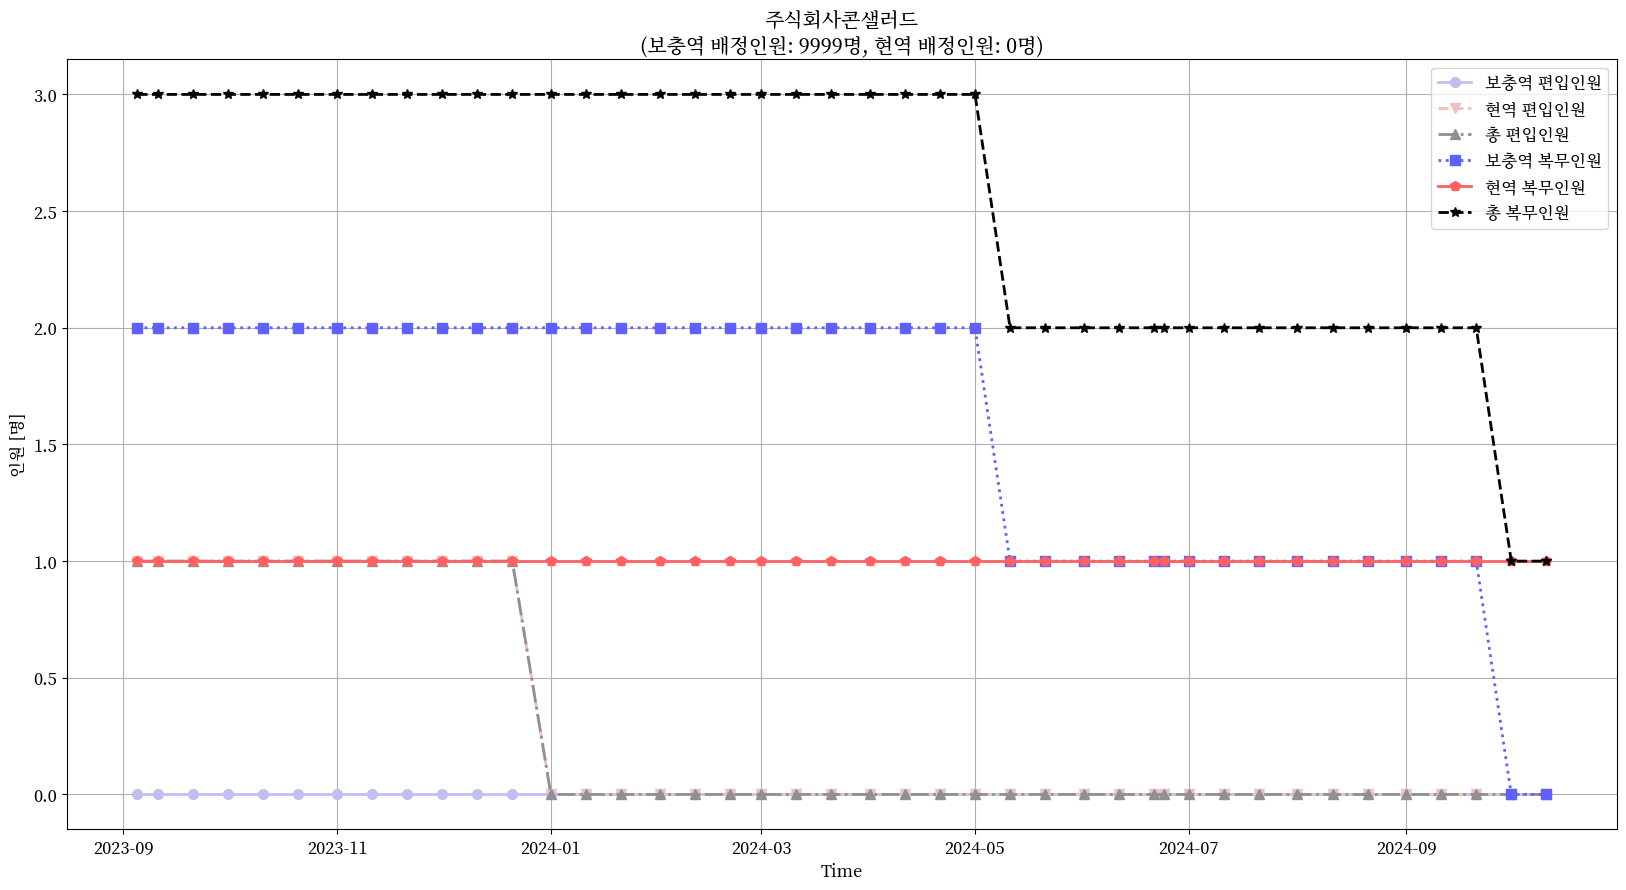 주식회사콘샐러드
(보충역 배정인원: 9999명, 현역 배정인원: 0명)
보충역 편입인원
현역 편입인원
총 편입인원
보충역 복무인원
현역 복무인원
총 복무인원
인원 [명]
3.0
2.5
2.0
1.5
1.0
0.5
0.0
2023-09
2023-11
2024-01
2024-03
2024-05
2024-07
2024-09
Time